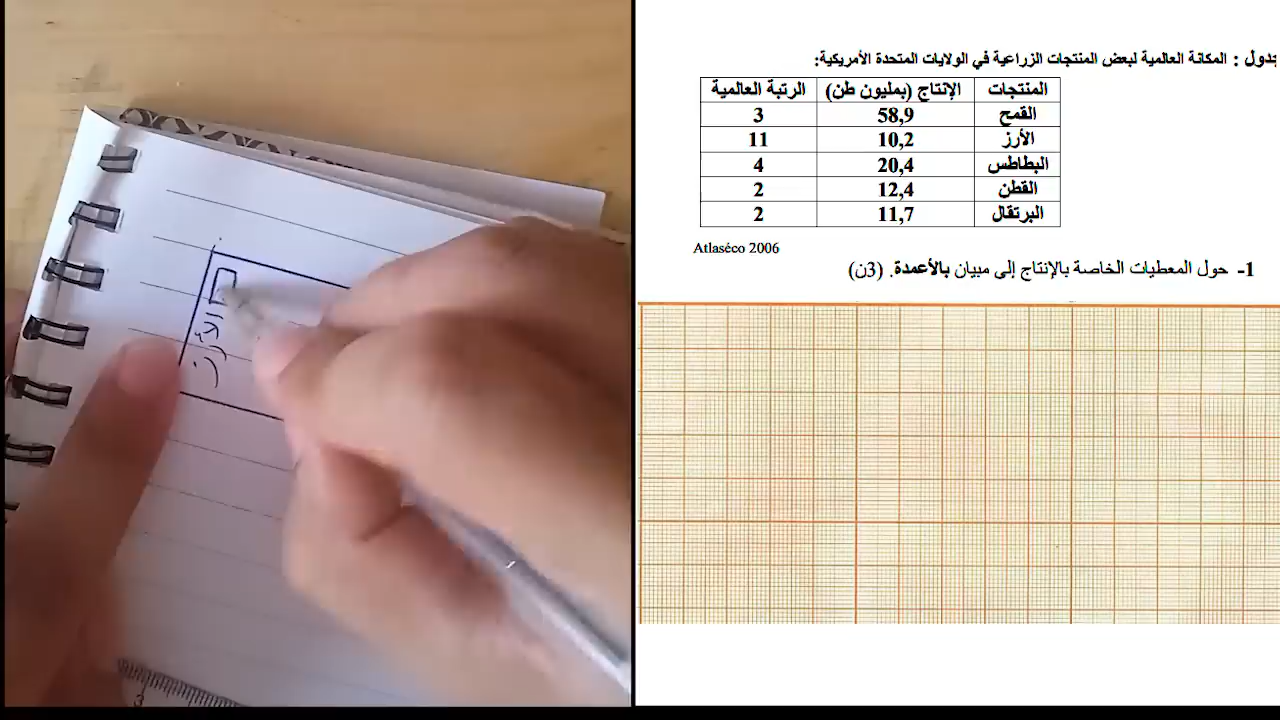 جدول : المكانة العالمية لبعض المنتجات الزراعية في الولايات المتحدة الأمريكية:
المنتجات الإنتاج (بمليون طن) الرتبة العالمية
القمح 58,9 3
الأرز 10,2 11
البطاطس 20,4 4
القطن 12,4 2
البرتقال 11,7 2
Atlaséco 2006
1- حول المعطيات الخاصة بالإنتاج إلى مبيان بالأعمدة. (3ن)
الأرز
3